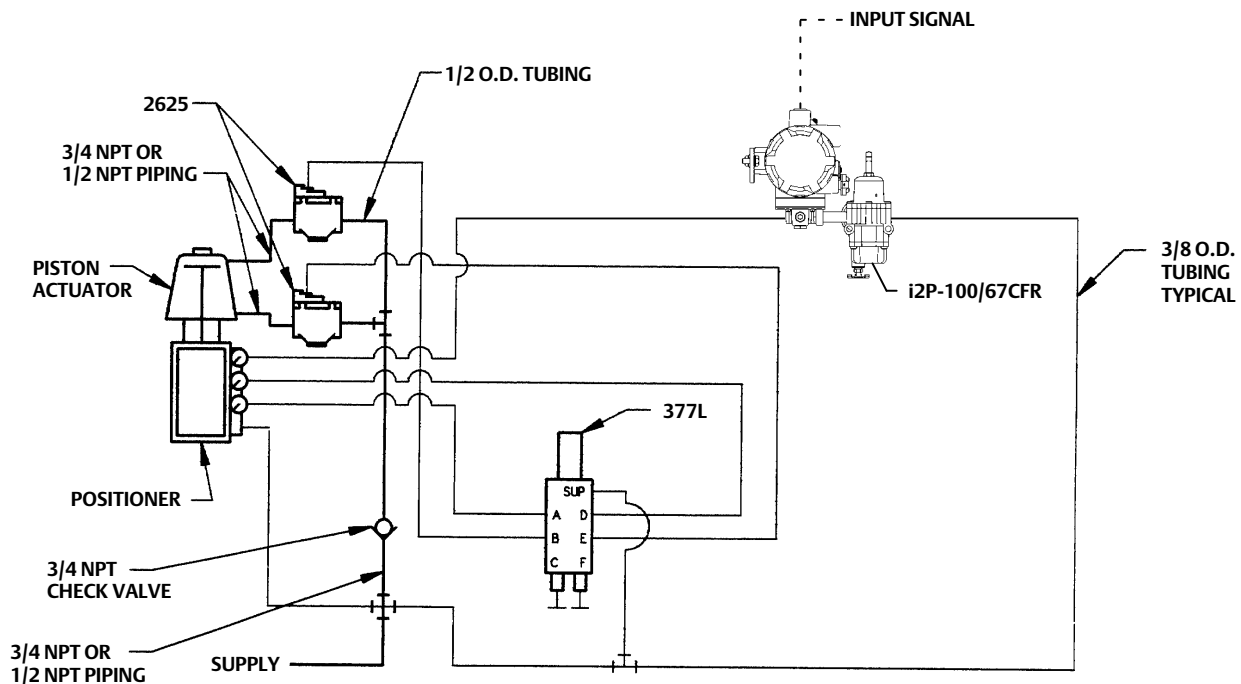 INPUT SIGNAL
1/2 O.D. TUBING
2625
3/4 NPT OR
1/2 NPT PIPING
PISTON
ACTUATOR
3/8 O.D.
TUBING
TYPICAL
i2P-100/67CFR
377L
SUP
A D
B E
C F
POSITIONER
3/4 NPT
CHECK VALVE
3/4 NPT OR
1/2 NPT PIPING
SUPPLY